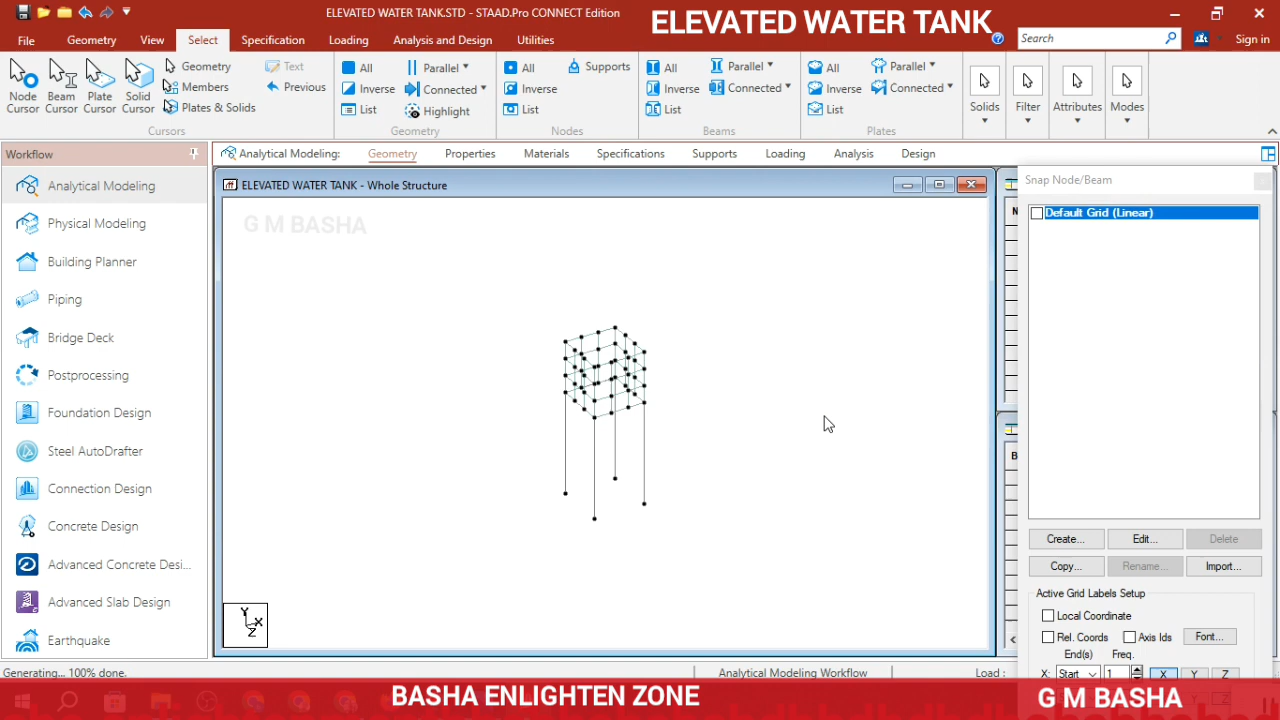 ELEVATED WATER TANK.STD - STAAD.Pro CONNECT Edition
ELEVATED WATER TANK
File
Geometry
View
Select
Specification
Loading
Analysis and Design
Utilities
Search
Sign in
Node Cursor
Beam Cursor
Plate Cursor
Solid Cursor
Geometry
Members
Plates & Solids
Text
Previous
Cursors
All
Inverse
List
Parallel
Connected
Highlight
Geometry
All
Inverse
List
Supports
Nodes
All
Inverse
List
Parallel
Connected
Beams
All
Inverse
List
Parallel
Connected
Plates
Solids
Filter
Attributes
Modes
Workflow
Analytical Modeling:
Geometry
Properties
Materials
Specifications
Supports
Loading
Analysis
Design
Analytical Modeling
Physical Modeling
Building Planner
Piping
Bridge Deck
Postprocessing
Foundation Design
Steel AutoDrafter
Connection Design
Concrete Design
Advanced Concrete Desi...
Advanced Slab Design
Earthquake
ELEVATED WATER TANK - Whole Structure
G M BASHA
Y
X
Z
Snap Node/Beam
Default Grid (Linear)
Create...
Edit...
Delete
Copy...
Rename...
Import...
Active Grid Labels Setup
Local Coordinate
Rel. Coords
Axis Ids
Font...
End(s)
Freq.
X:
Start
1
X
Y
Z
Generating... 100% done.
Analytical Modeling Workflow
Load :
BASHA ENLIGHTEN ZONE
G M BASHA